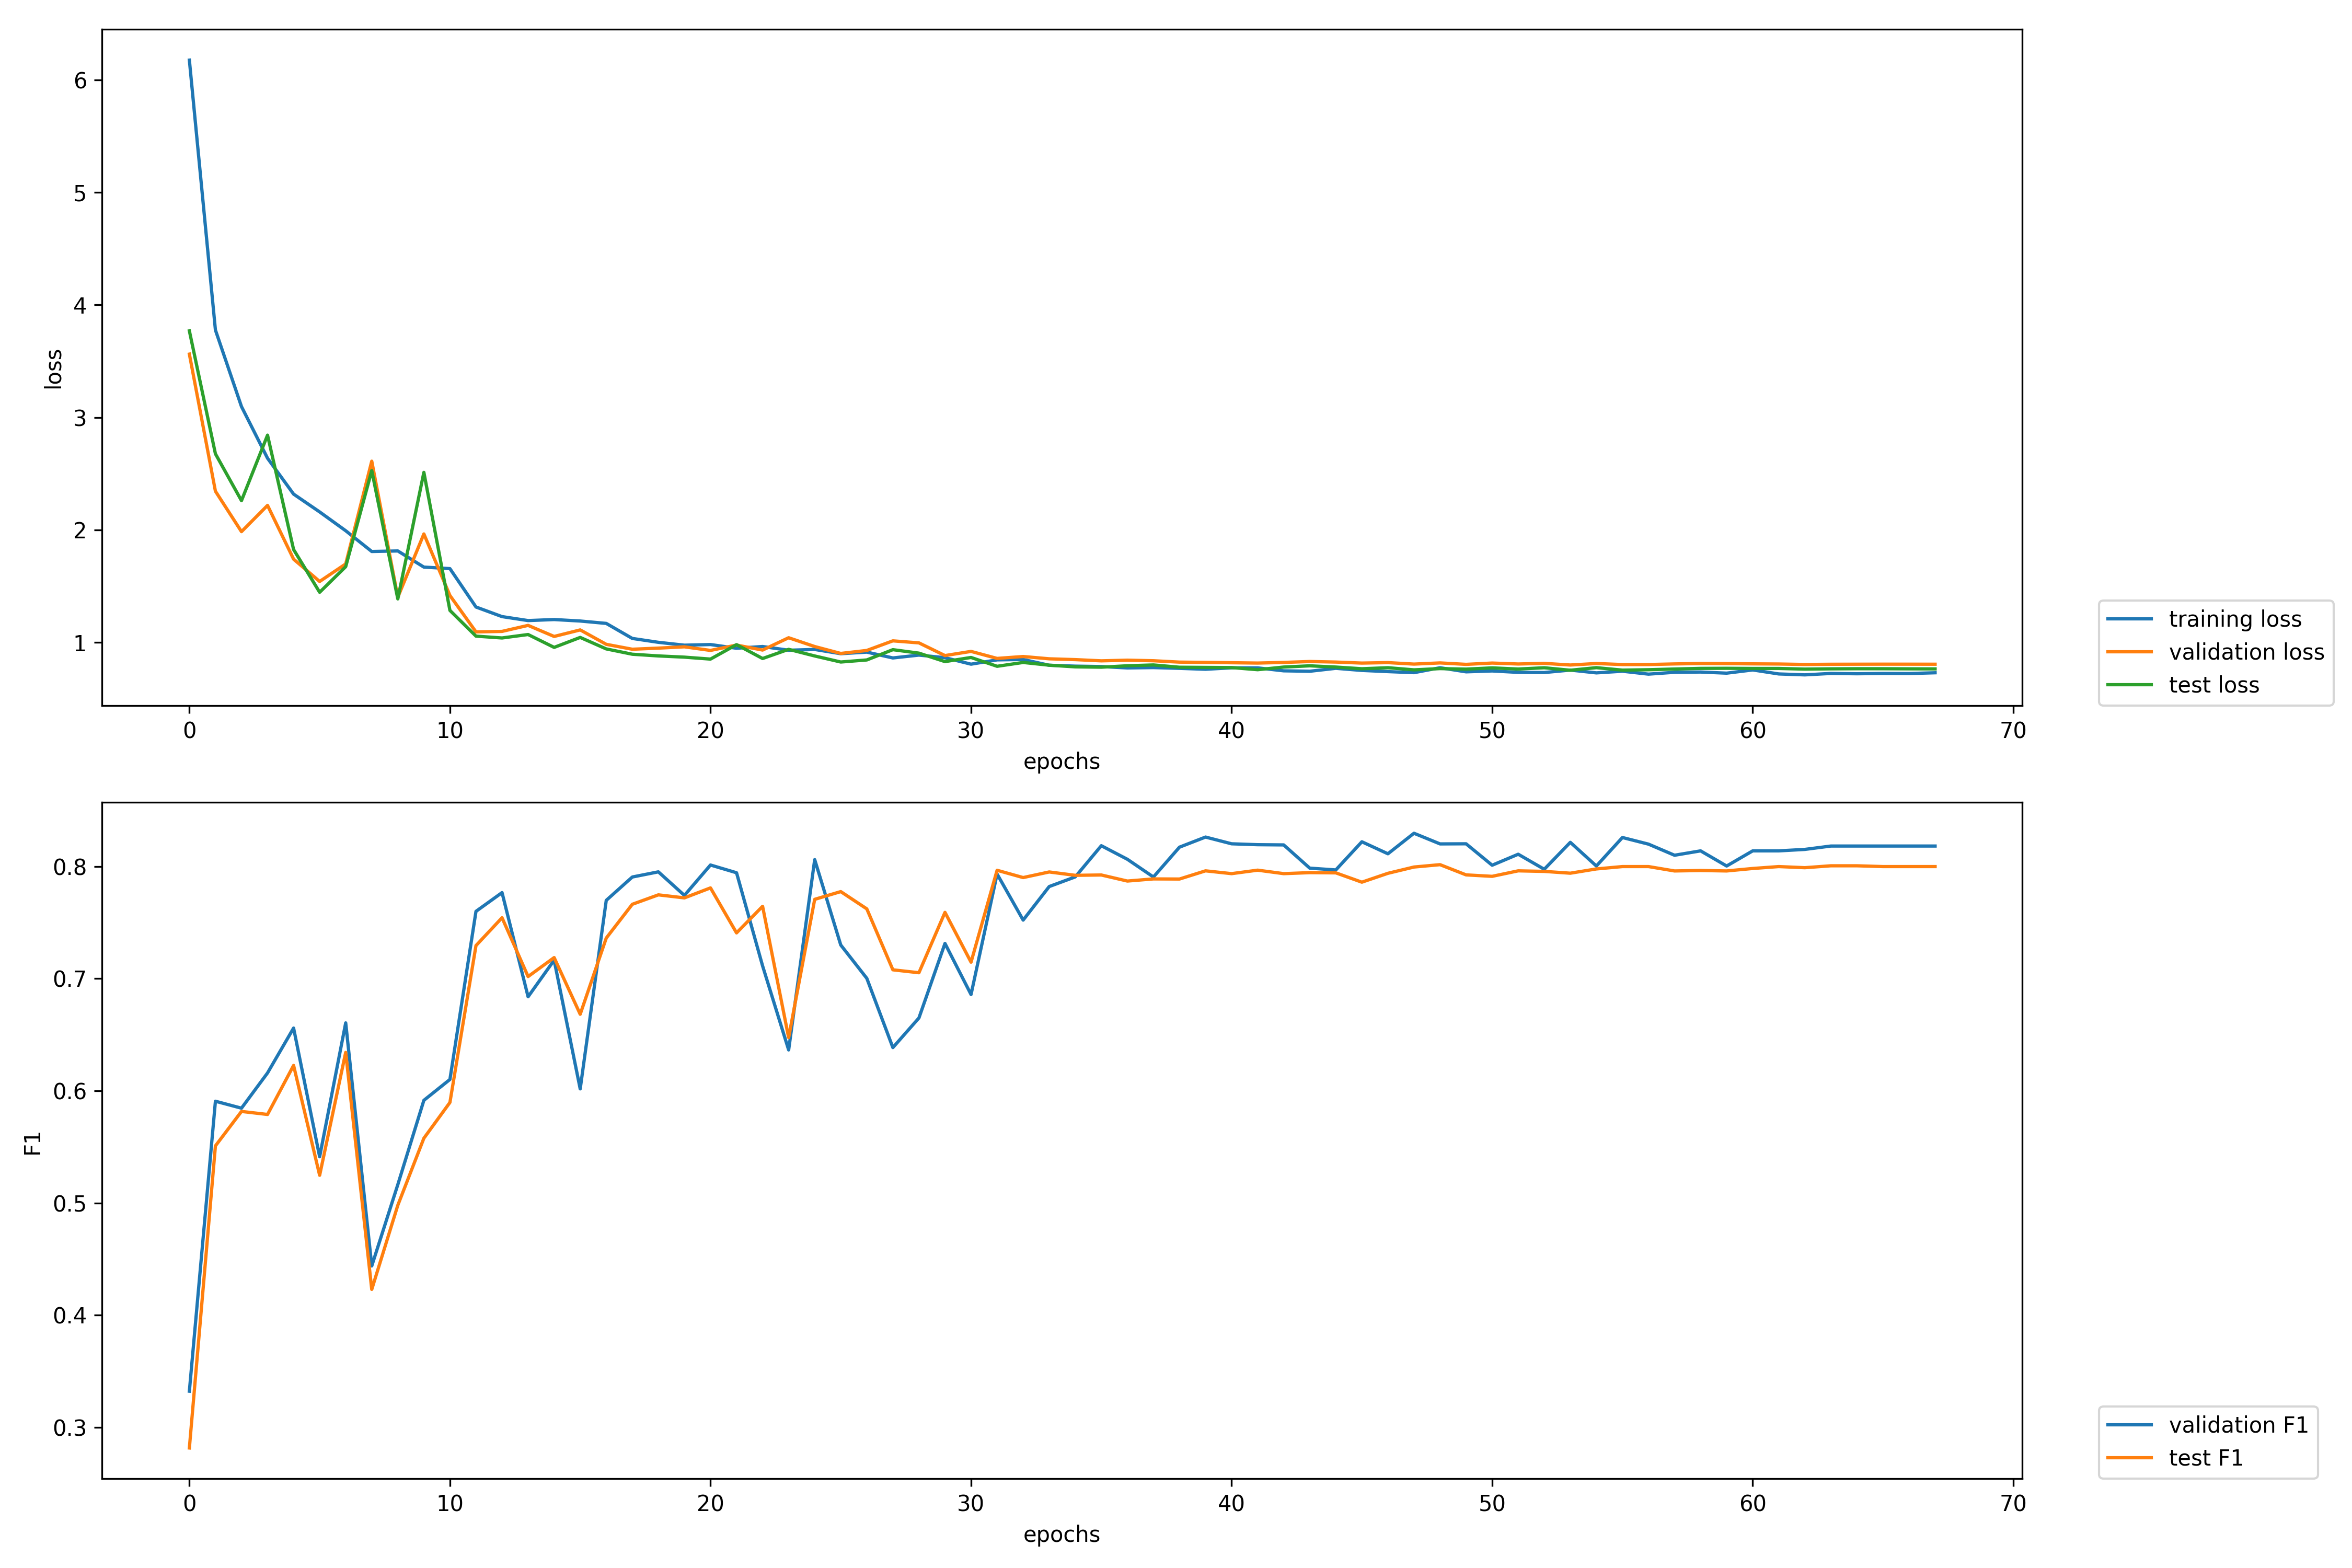 6
5
4
3
2
1
loss
0 10 20 30 40 50 60 70
epochs
training loss
validation loss
test loss
0.8
0.7
0.6
0.5
0.4
0.3
F1
0 10 20 30 40 50 60 70
epochs
validation F1
test F1